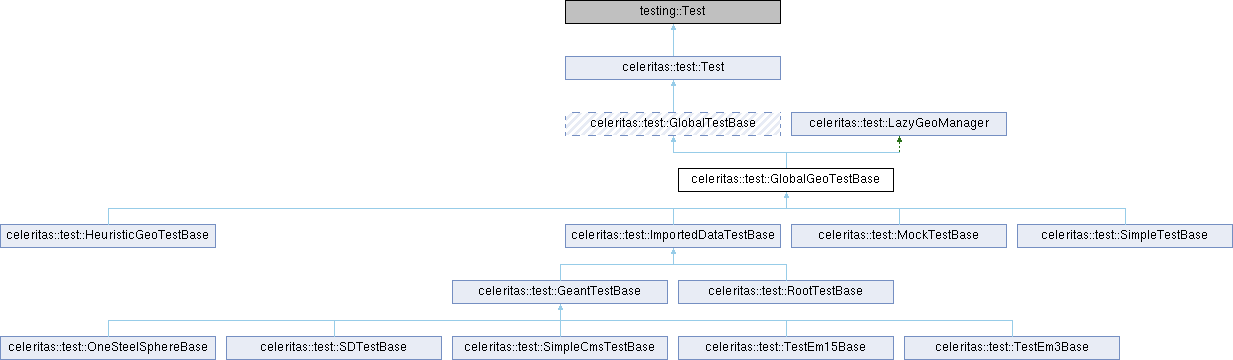 testing::Test
celeritas::test::Test
celeritas::test::GlobalTestBase
celeritas::test::LazyGeoManager
celeritas::test::GlobalGeoTestBase
celeritas::test::HeuristicGeoTestBase
celeritas::test::ImportedDataTestBase
celeritas::test::MockTestBase
celeritas::test::SimpleTestBase
celeritas::test::GeantTestBase
celeritas::test::RootTestBase
celeritas::test::OneSteelSphereBase
celeritas::test::SDTestBase
celeritas::test::SimpleCmsTestBase
celeritas::test::TestEm15Base
celeritas::test::TestEm3Base